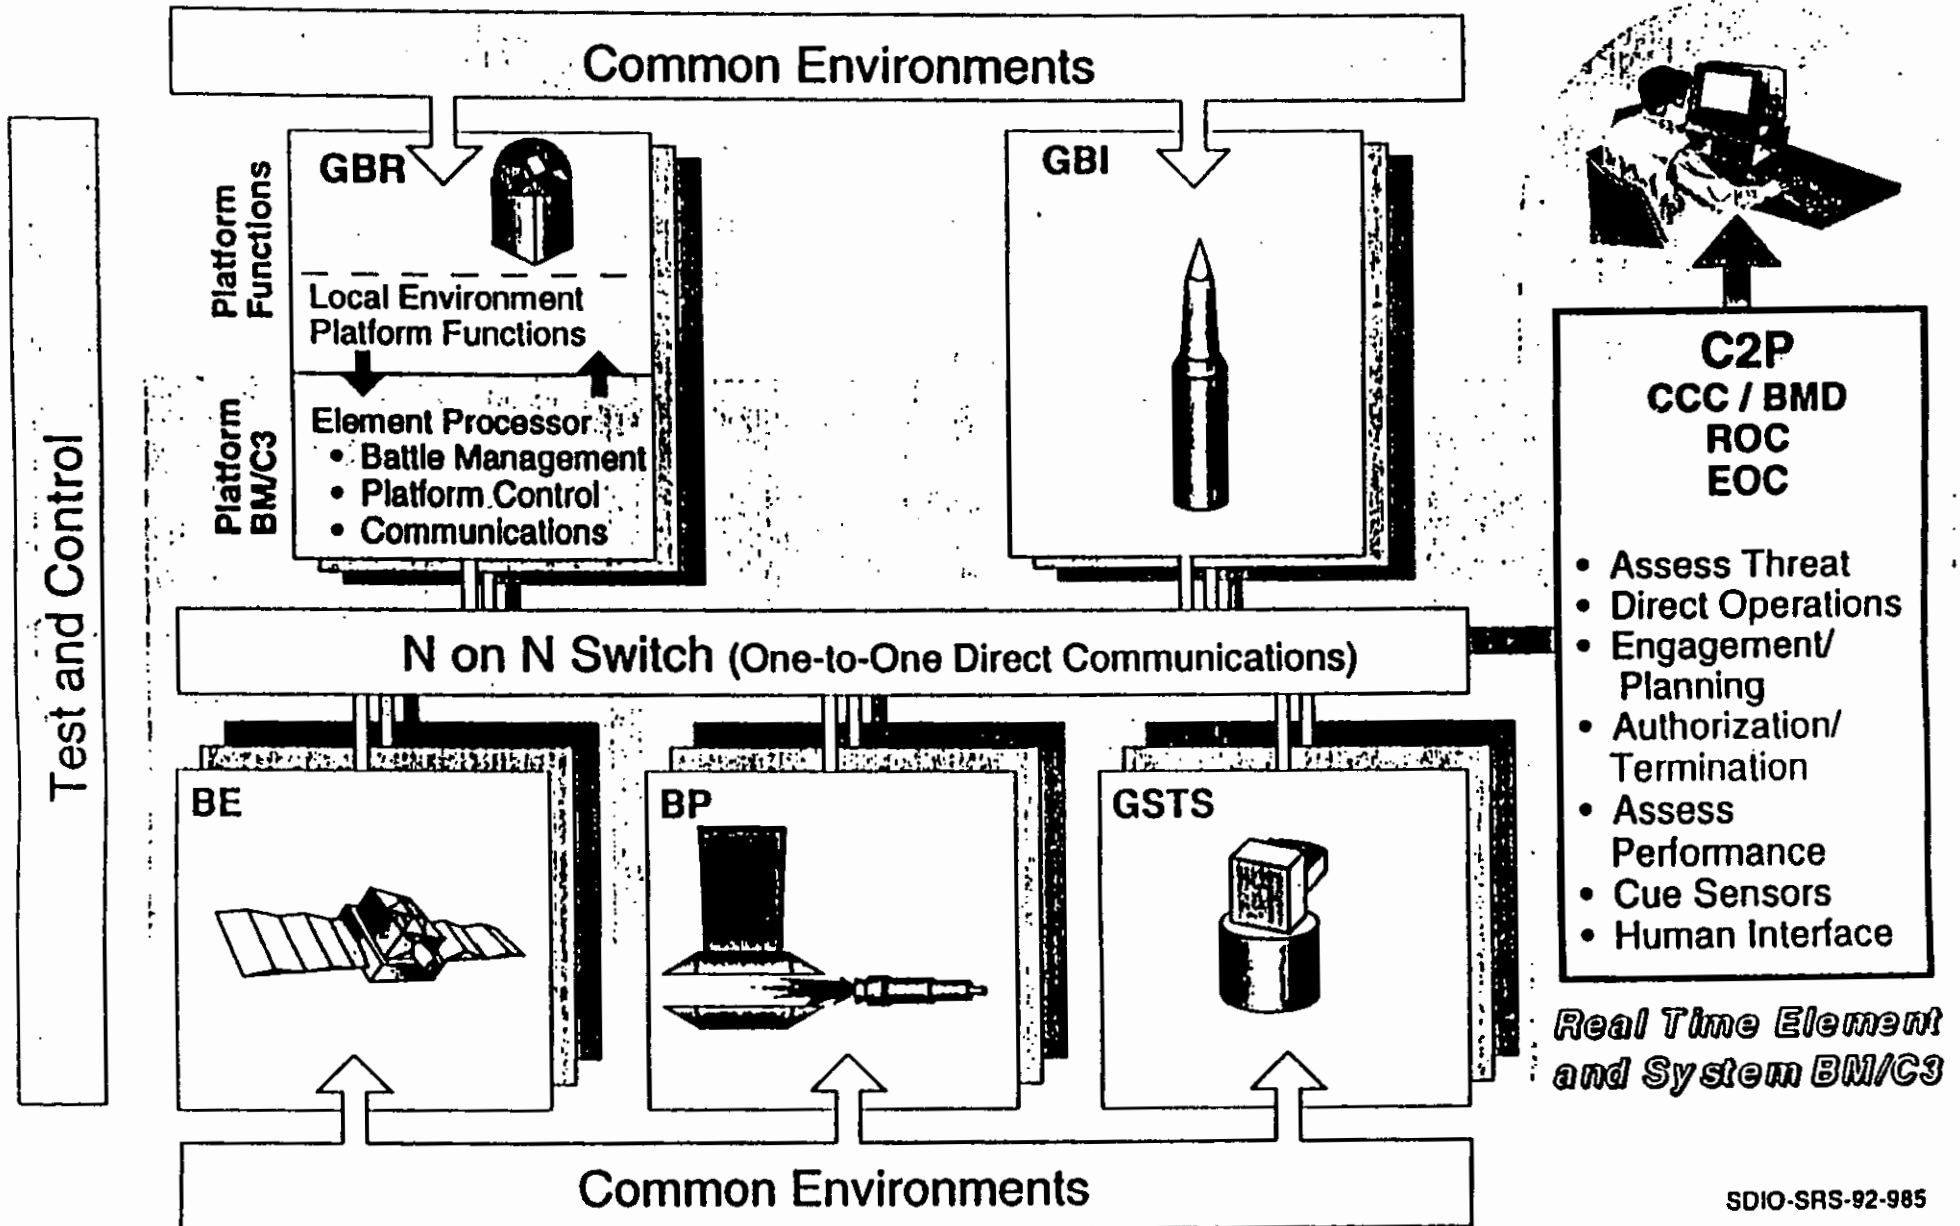 Common Environments
Test and Control
Platform
Functions
GBR
Local Environment
Platform Functions
Platform
BM/C3
Element Processor
• Battle Management
• Platform Control
• Communications
GBI
N on N Switch (One-to-One Direct Communications)
BE
BP
GSTS
Common Environments
C2P
CCC / BMD
ROC
EOC
• Assess Threat
• Direct Operations
• Engagement/
Planning
• Authorization/
Termination
• Assess
Performance
• Cue Sensors
• Human Interface
Real Time Element
and System BM/C3
SDIO-SRS-92-985